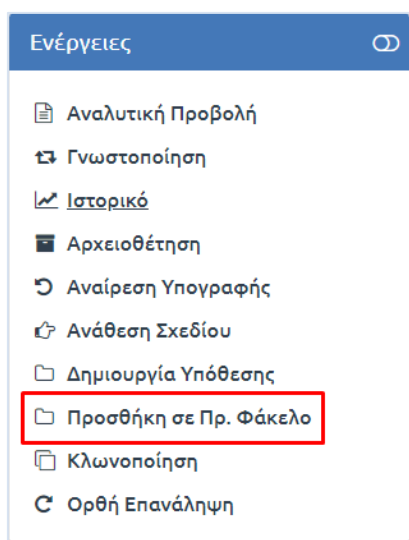 Ενέργειες
Αναλυτική Προβολή
Γνωστοποίηση
Ιστορικό
Αρχειοθέτηση
Αναίρεση Υπογραφής
Ανάθεση Σχεδίου
Δημιουργία Υπόθεσης
Προσθήκη σε Πρ. Φάκελο
Κλωνοποίηση
Ορθή Επανάληψη